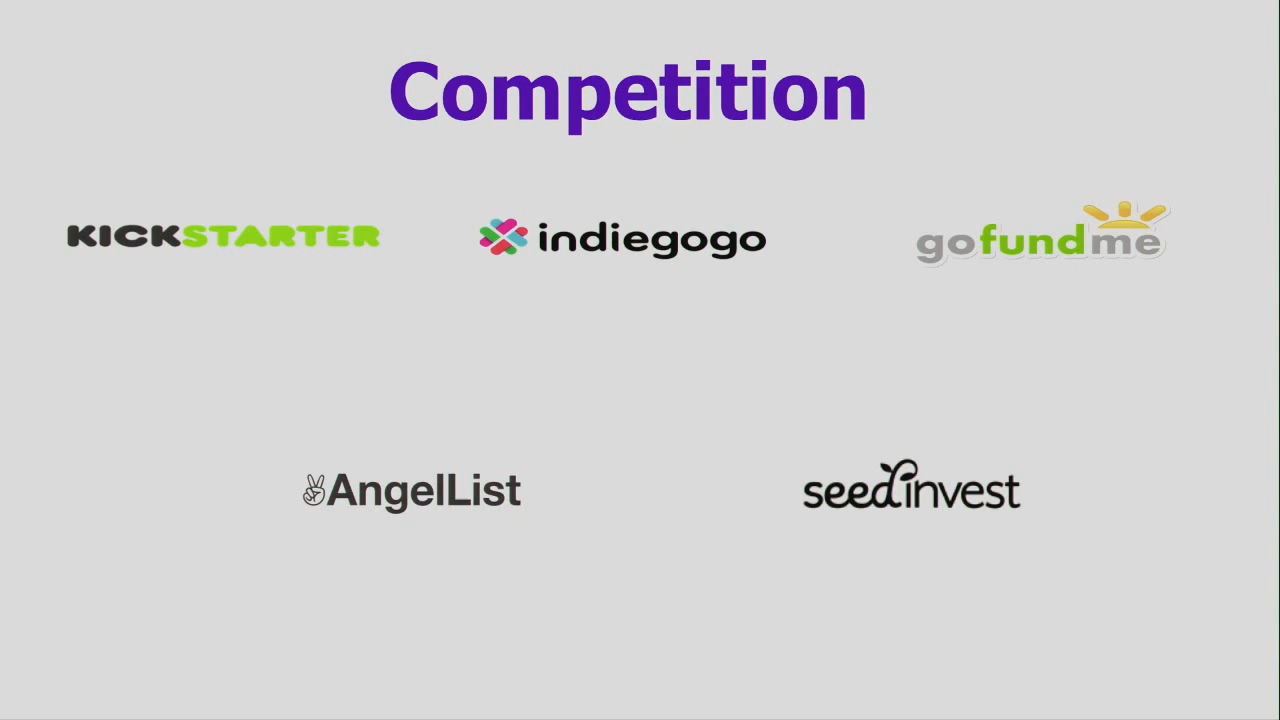 Competition
KICKSTARTER
indiegogo
gofundme
AngelList
seedinvest